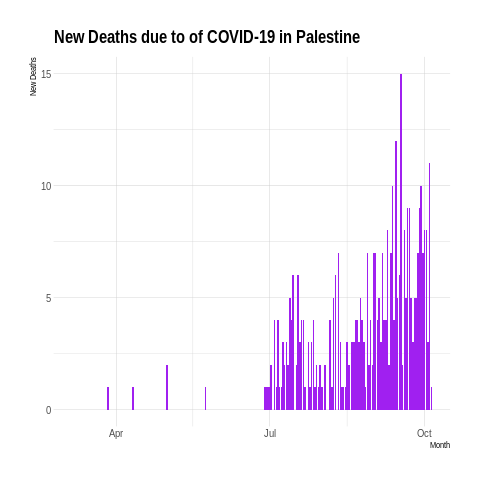 New Deaths due to of COVID-19 in Palestine
New Deaths
15
10
5
0
Apr
Jul
Oct
Month